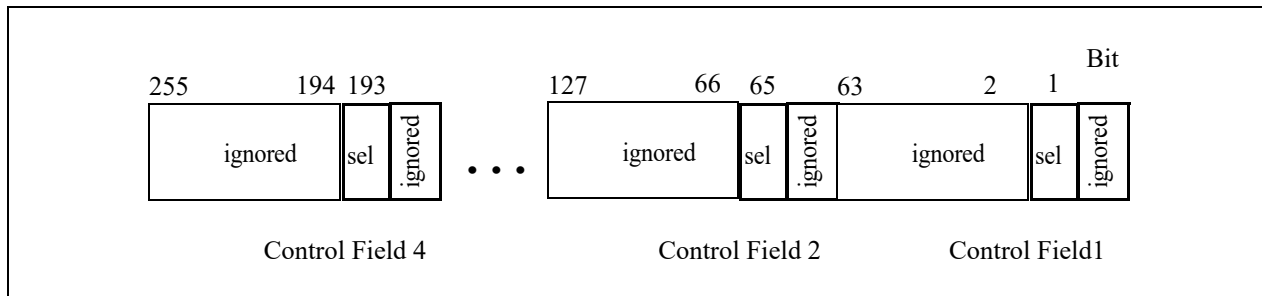 Bit
255 194 193 127 66 65 63 2 1
ignored sel ignored . . . ignored sel ignored ignored sel ignored
Control Field 4 Control Field 2 Control Field1